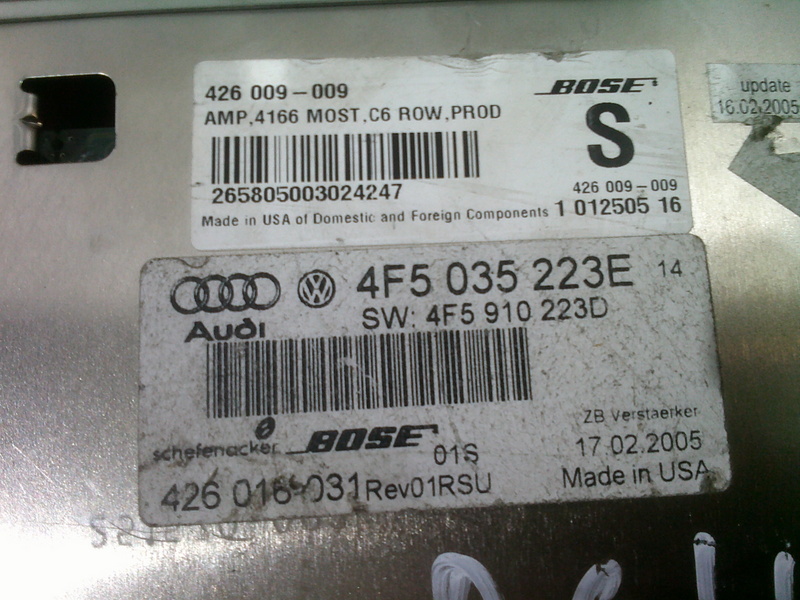 426 009-009
BOSE
AMP,4166 MOST,C6 ROW,PROD
S
265805003024247
426 009-009
Made in USA of Domestic and Foreign Components
1 012505 16
update
16.02.2005
4F5 035 223E 14
Audi
SW: 4F5 910 223D
ZB Verstaerker
schefenacker
BOSE
01S
17.02.2005
426 016-031Rev01RSU
Made in USA